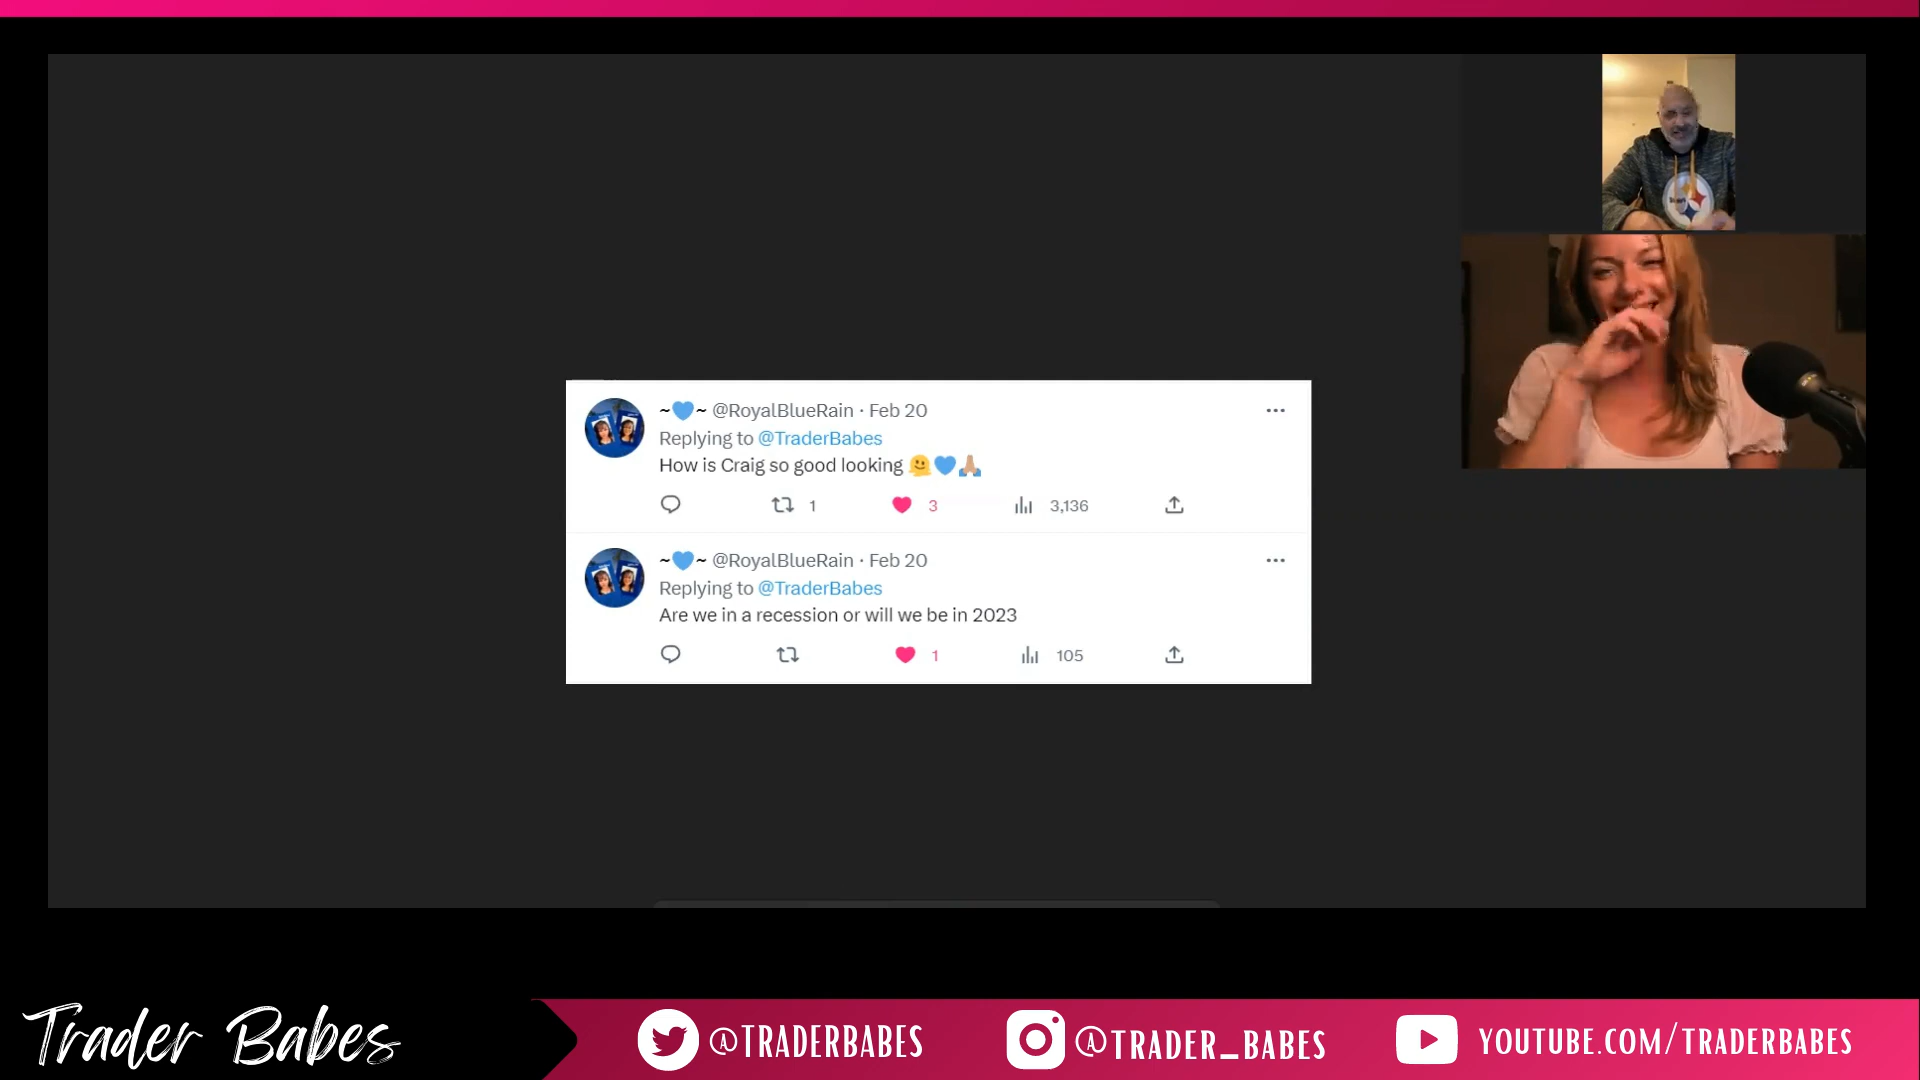 ~💙~ @RoyalBlueRain · Feb 20
Replying to @TraderBabes
How is Craig so good looking 🫠💙🙏🏼
1 3 3,136
~💙~ @RoyalBlueRain · Feb 20
Replying to @TraderBabes
Are we in a recession or will we be in 2023
1 105
Trader Babes
@TRADERBABES
@TRADER_BABES
YOUTUBE.COM/TRADERBABES